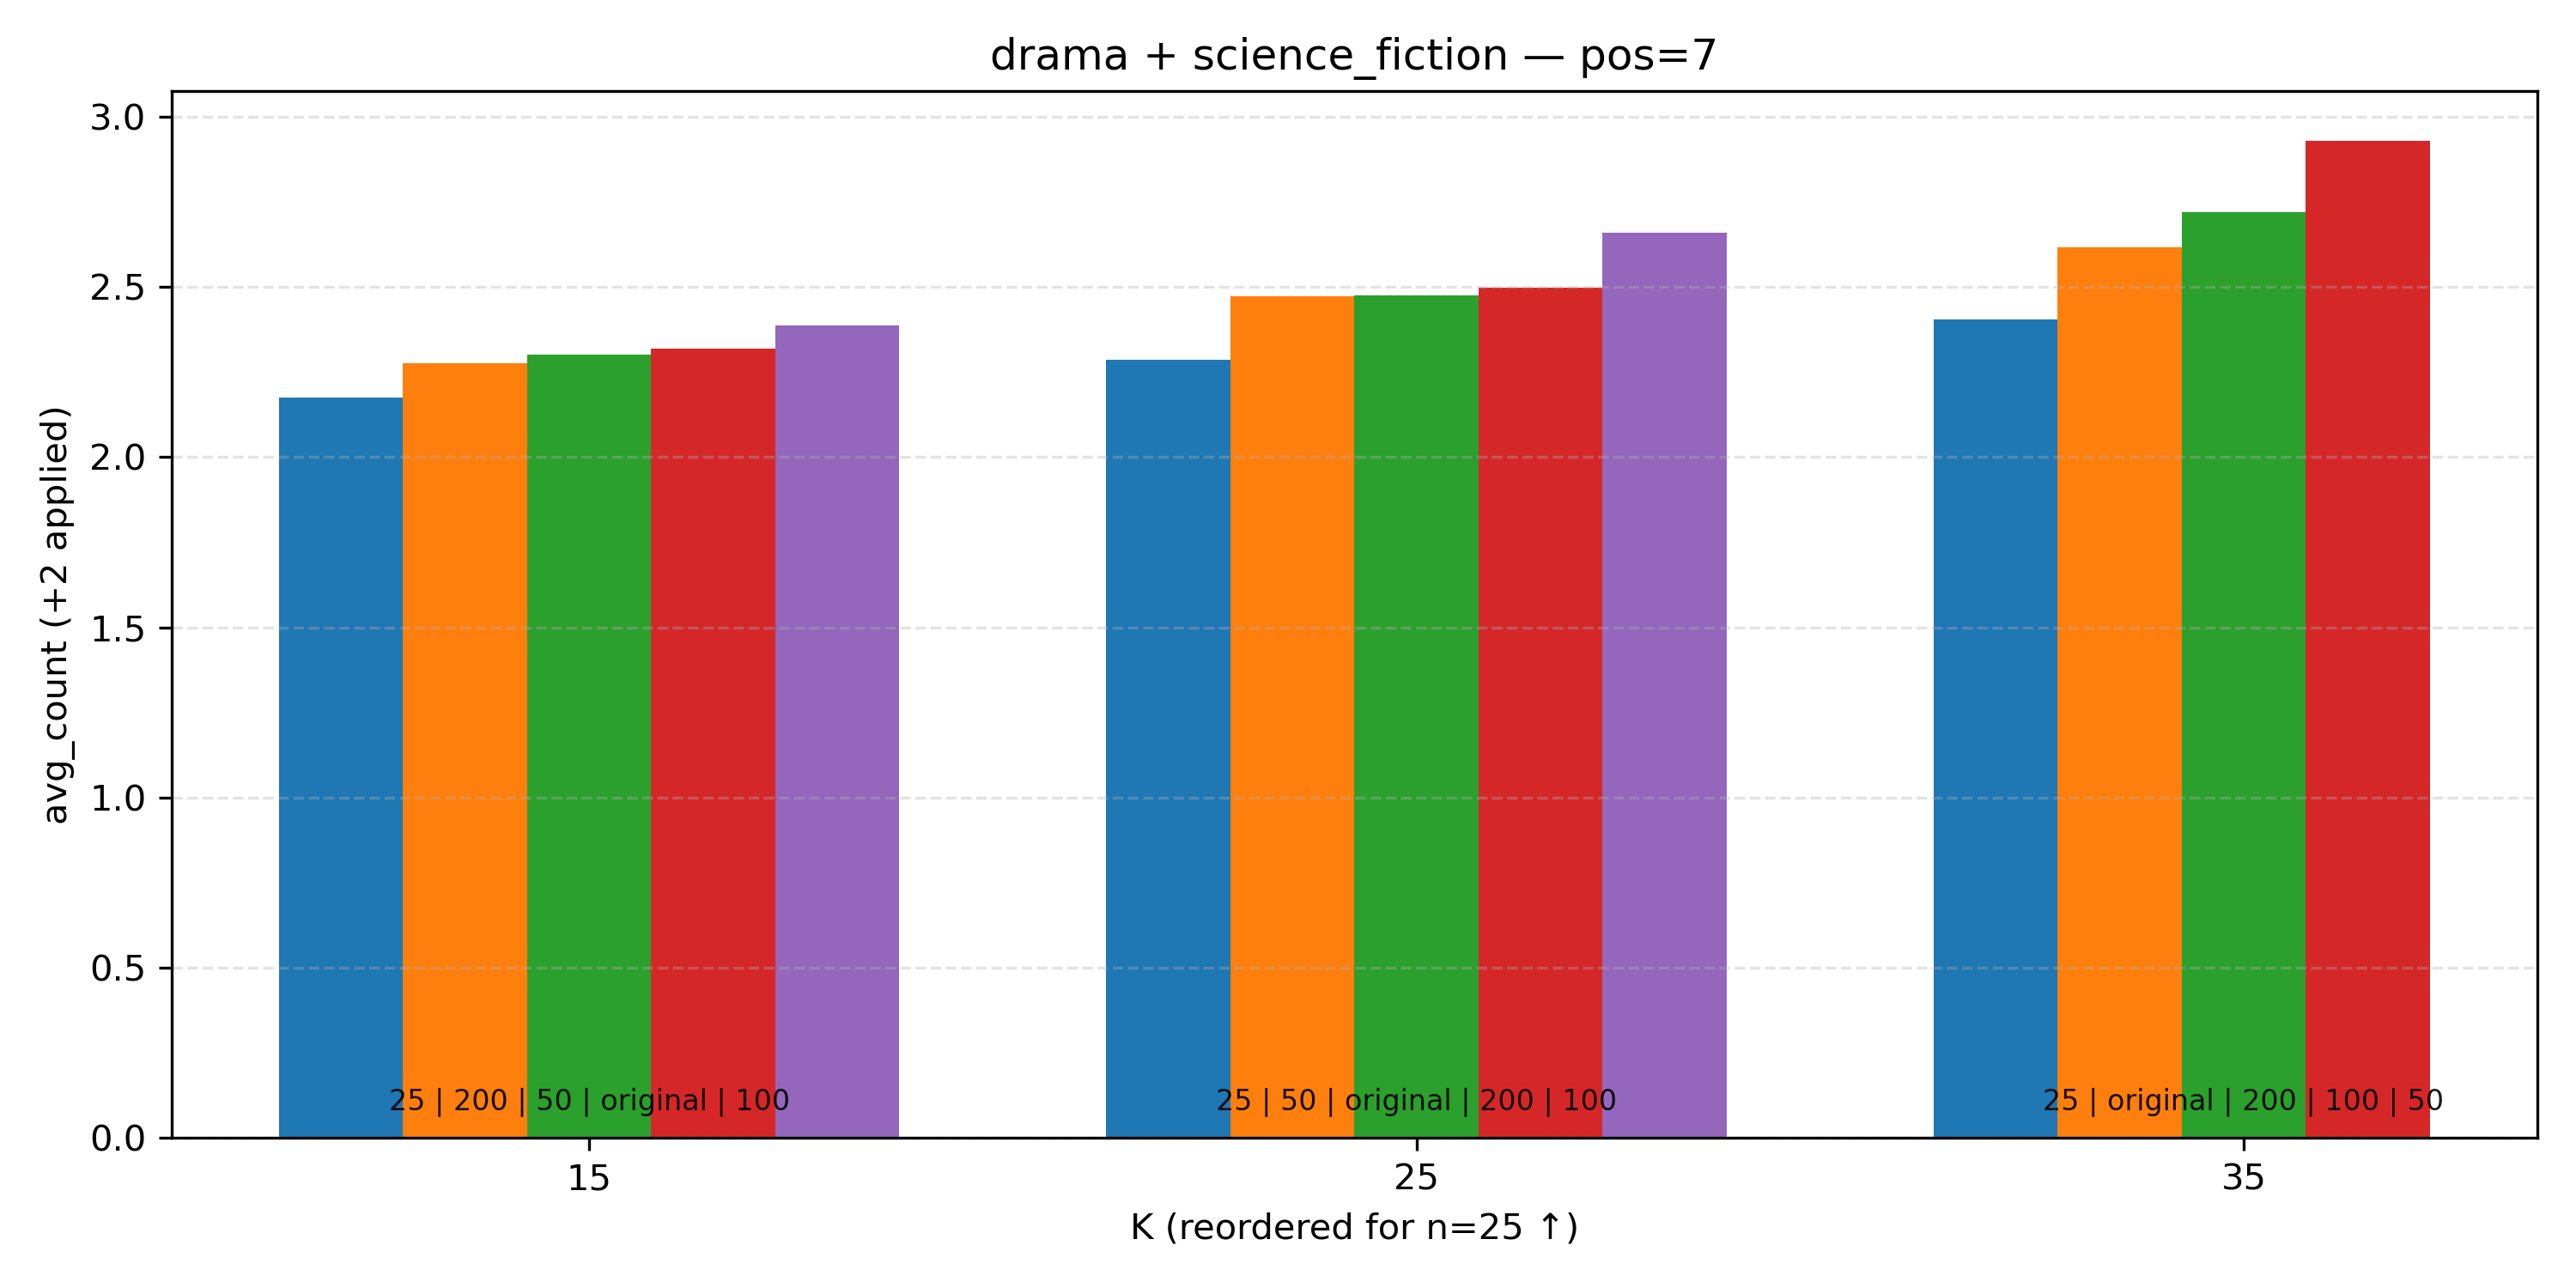 drama + science_fiction — pos=7
avg_count (+2 applied)
3.0
2.5
2.0
1.5
1.0
0.5
0.0
25 | 200 | 50 | original | 100
25 | 50 | original | 200 | 100
25 | original | 200 | 100 | 50
15
25
35
K (reordered for n=25 ↑)